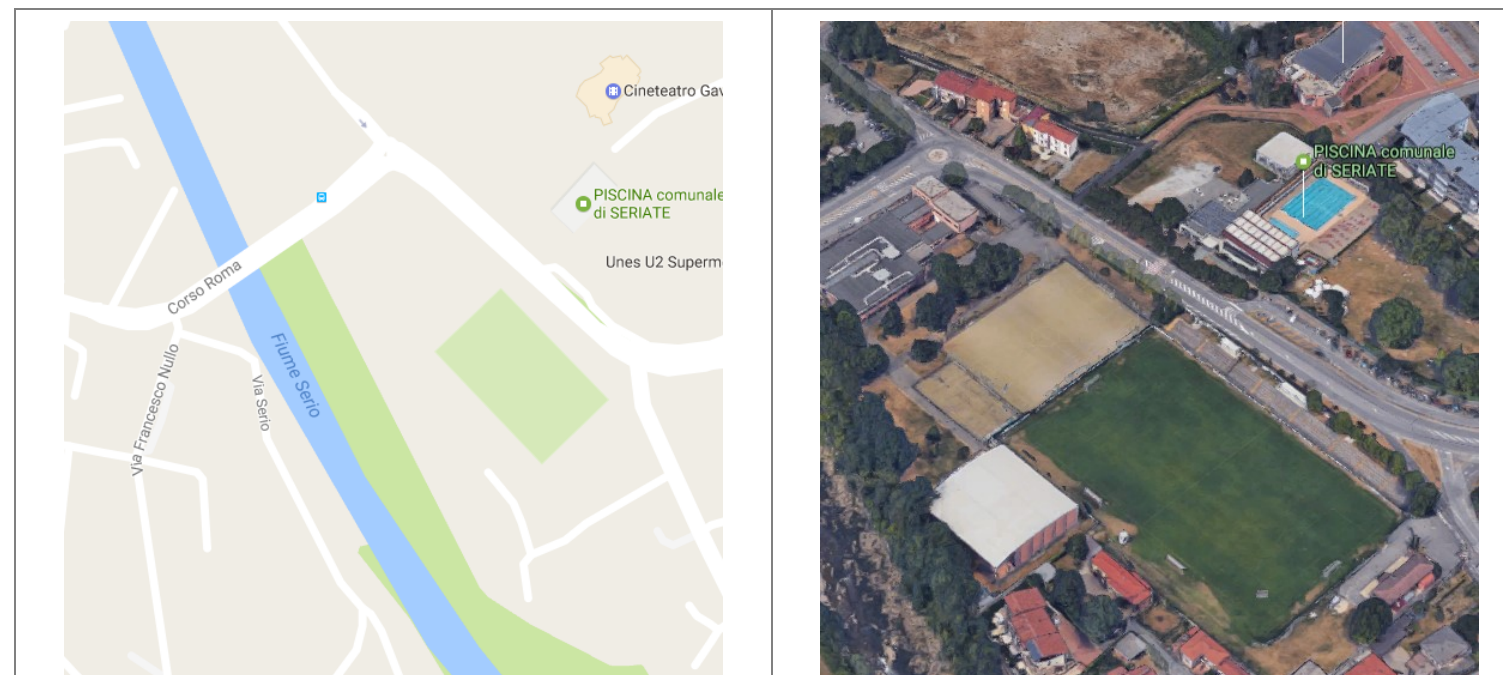 Cineteatro Gav
PISCINA comunale
di SERIATE
Unes U2 Superm
Corso Roma
Fiume Serio
Via Serio
Via Francesco Nullo
PISCINA comunale
di SERIATE